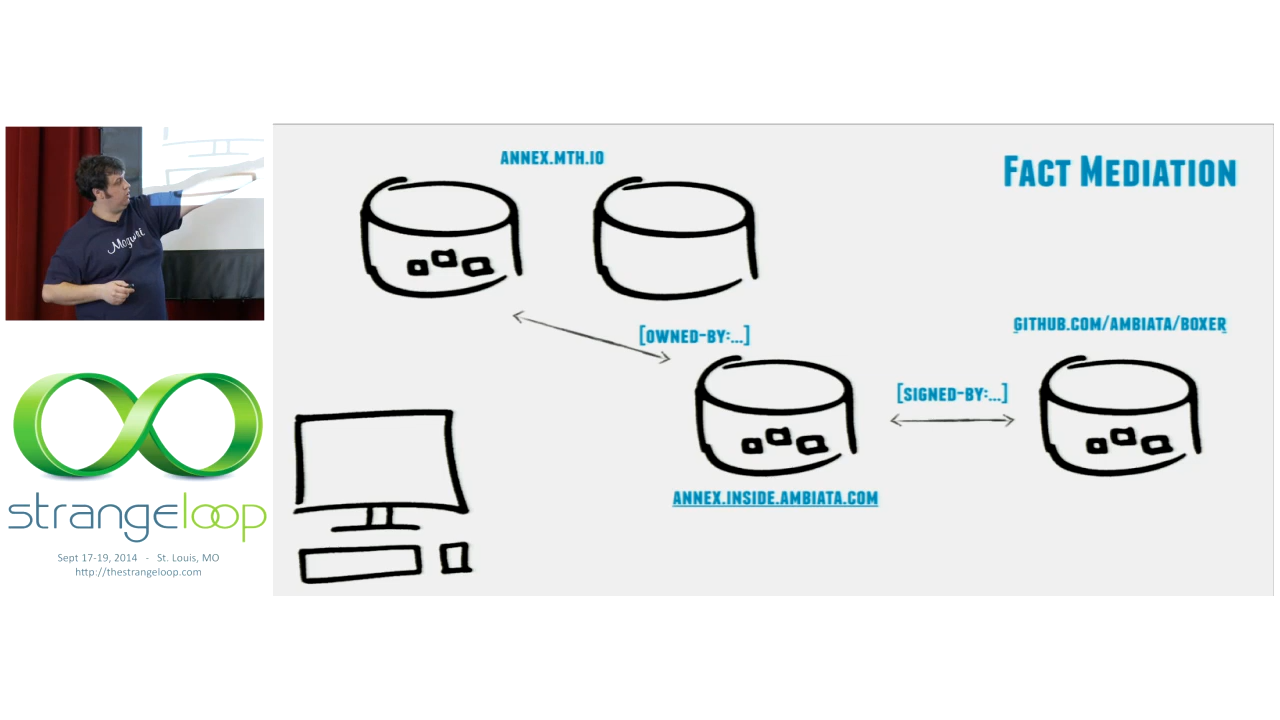 Mogwai
strangeloop
Sept 17-19, 2014 - St. Louis, MO
http://thestrangeloop.com
ANNEX.MTH.IO
FACT MEDIATION
[OWNED-BY:...]
GITHUB.COM/AMBIATA/BOXER
[SIGNED-BY:...]
ANNEX.INSIDE.AMBIATA.COM